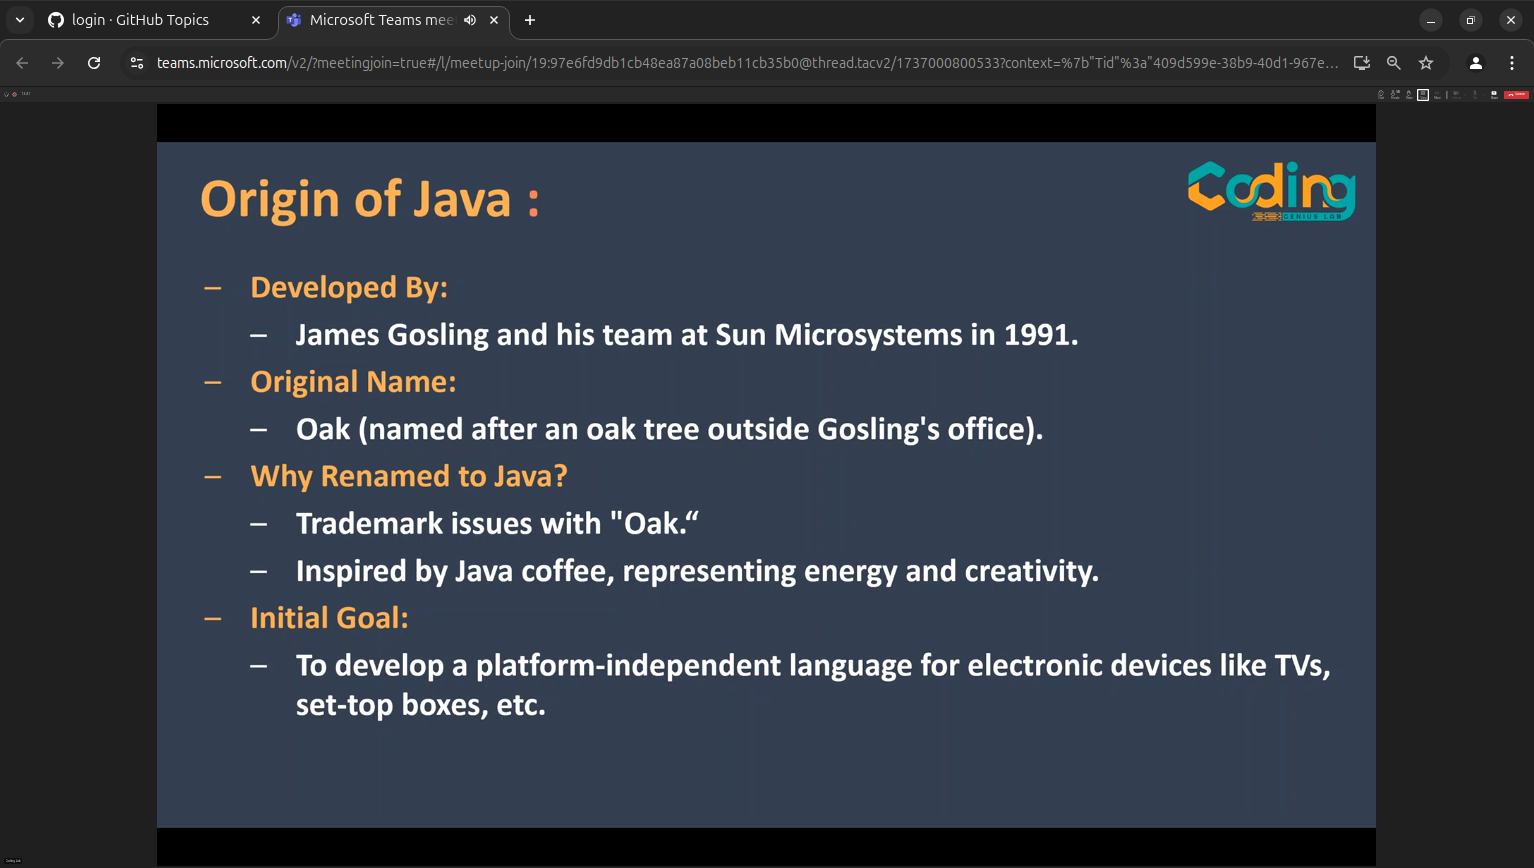 login · GitHub Topics
Microsoft Teams mee
teams.microsoft.com/v2/?meetingjoin=true#/l/meetup-join/19:97e6fd9db1cb48ea87a08beb11cb35b0@thread.tacv2/1737000800533?context=%7b"Tid"%3a"409d599e-38b9-40d1-967e...
Origin of Java :
Coding
GENIUS LAB
– Developed By:
– James Gosling and his team at Sun Microsystems in 1991.
– Original Name:
– Oak (named after an oak tree outside Gosling's office).
– Why Renamed to Java?
– Trademark issues with "Oak.“
– Inspired by Java coffee, representing energy and creativity.
– Initial Goal:
– To develop a platform-independent language for electronic devices like TVs,
set-top boxes, etc.